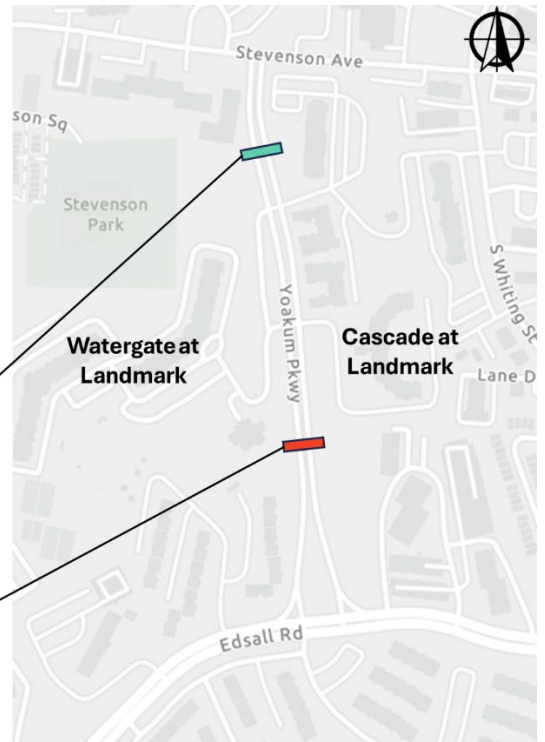 Stevenson Ave
son Sq
Stevenson
Park
S Whiting St
Yoakum Pkwy
Watergate at
Landmark
Cascade at
Landmark
Lane D
Edsall Rd